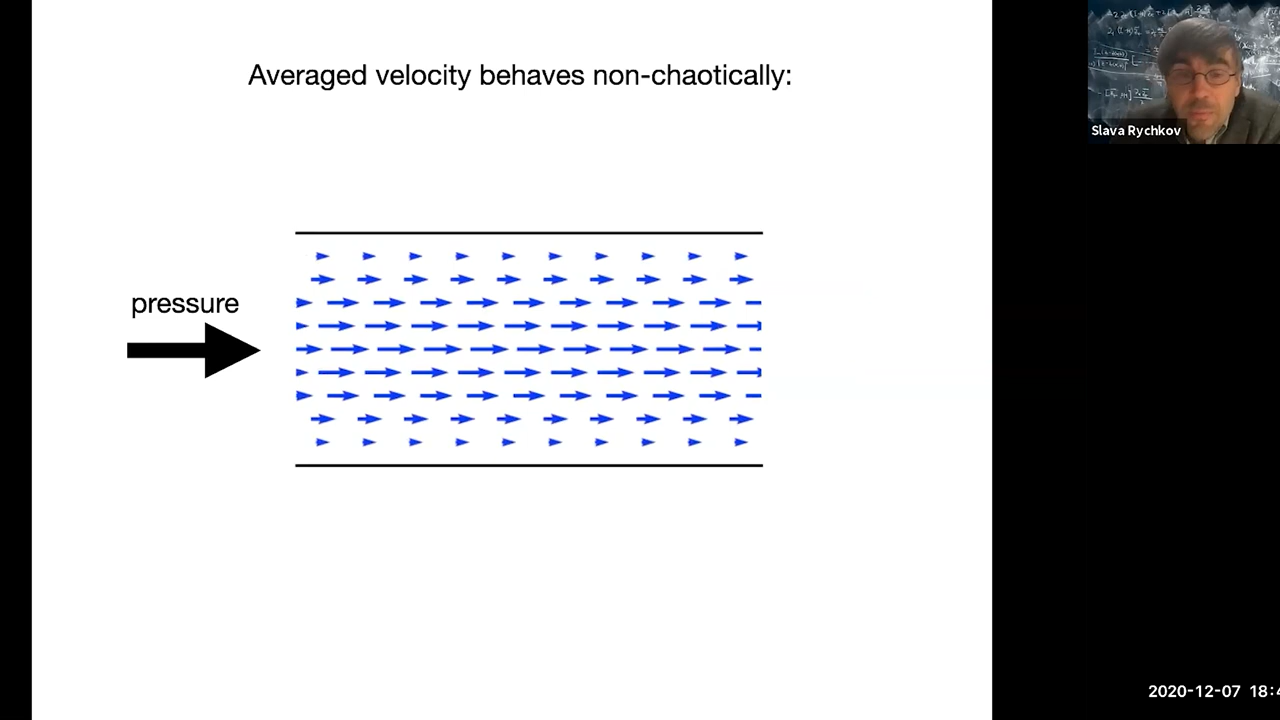 Averaged velocity behaves non-chaotically:
pressure
Slava Rychkov
2020-12-07 18:4